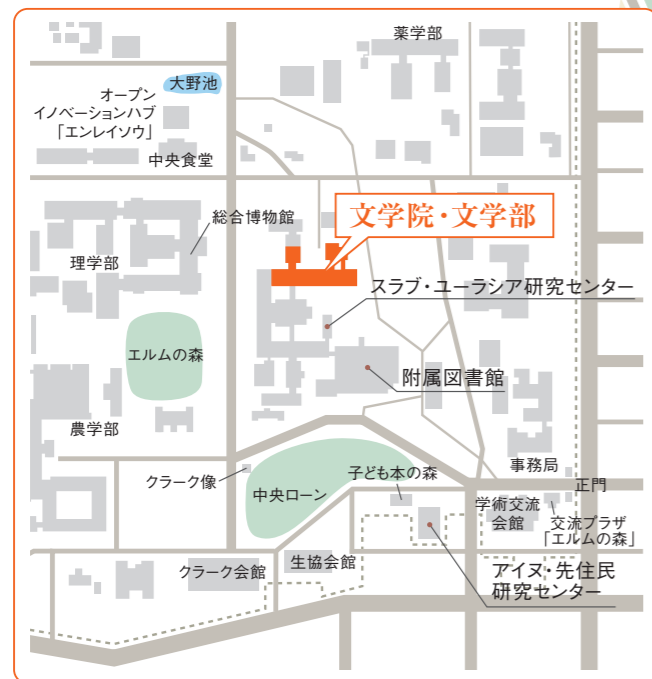 薬学部
大野池
オープン
イノベーションハブ
「エンレイソウ」
中央食堂
総合博物館
文学院・文学部
理学部
スラブ・ユーラシア研究センター
エルムの森
附属図書館
農学部
事務局
クラーク像
中央ローン
子ども本の森
正門
学術交流
会館
交流プラザ
「エルムの森」
クラーク会館
生協会館
アイヌ・先住民
研究センター